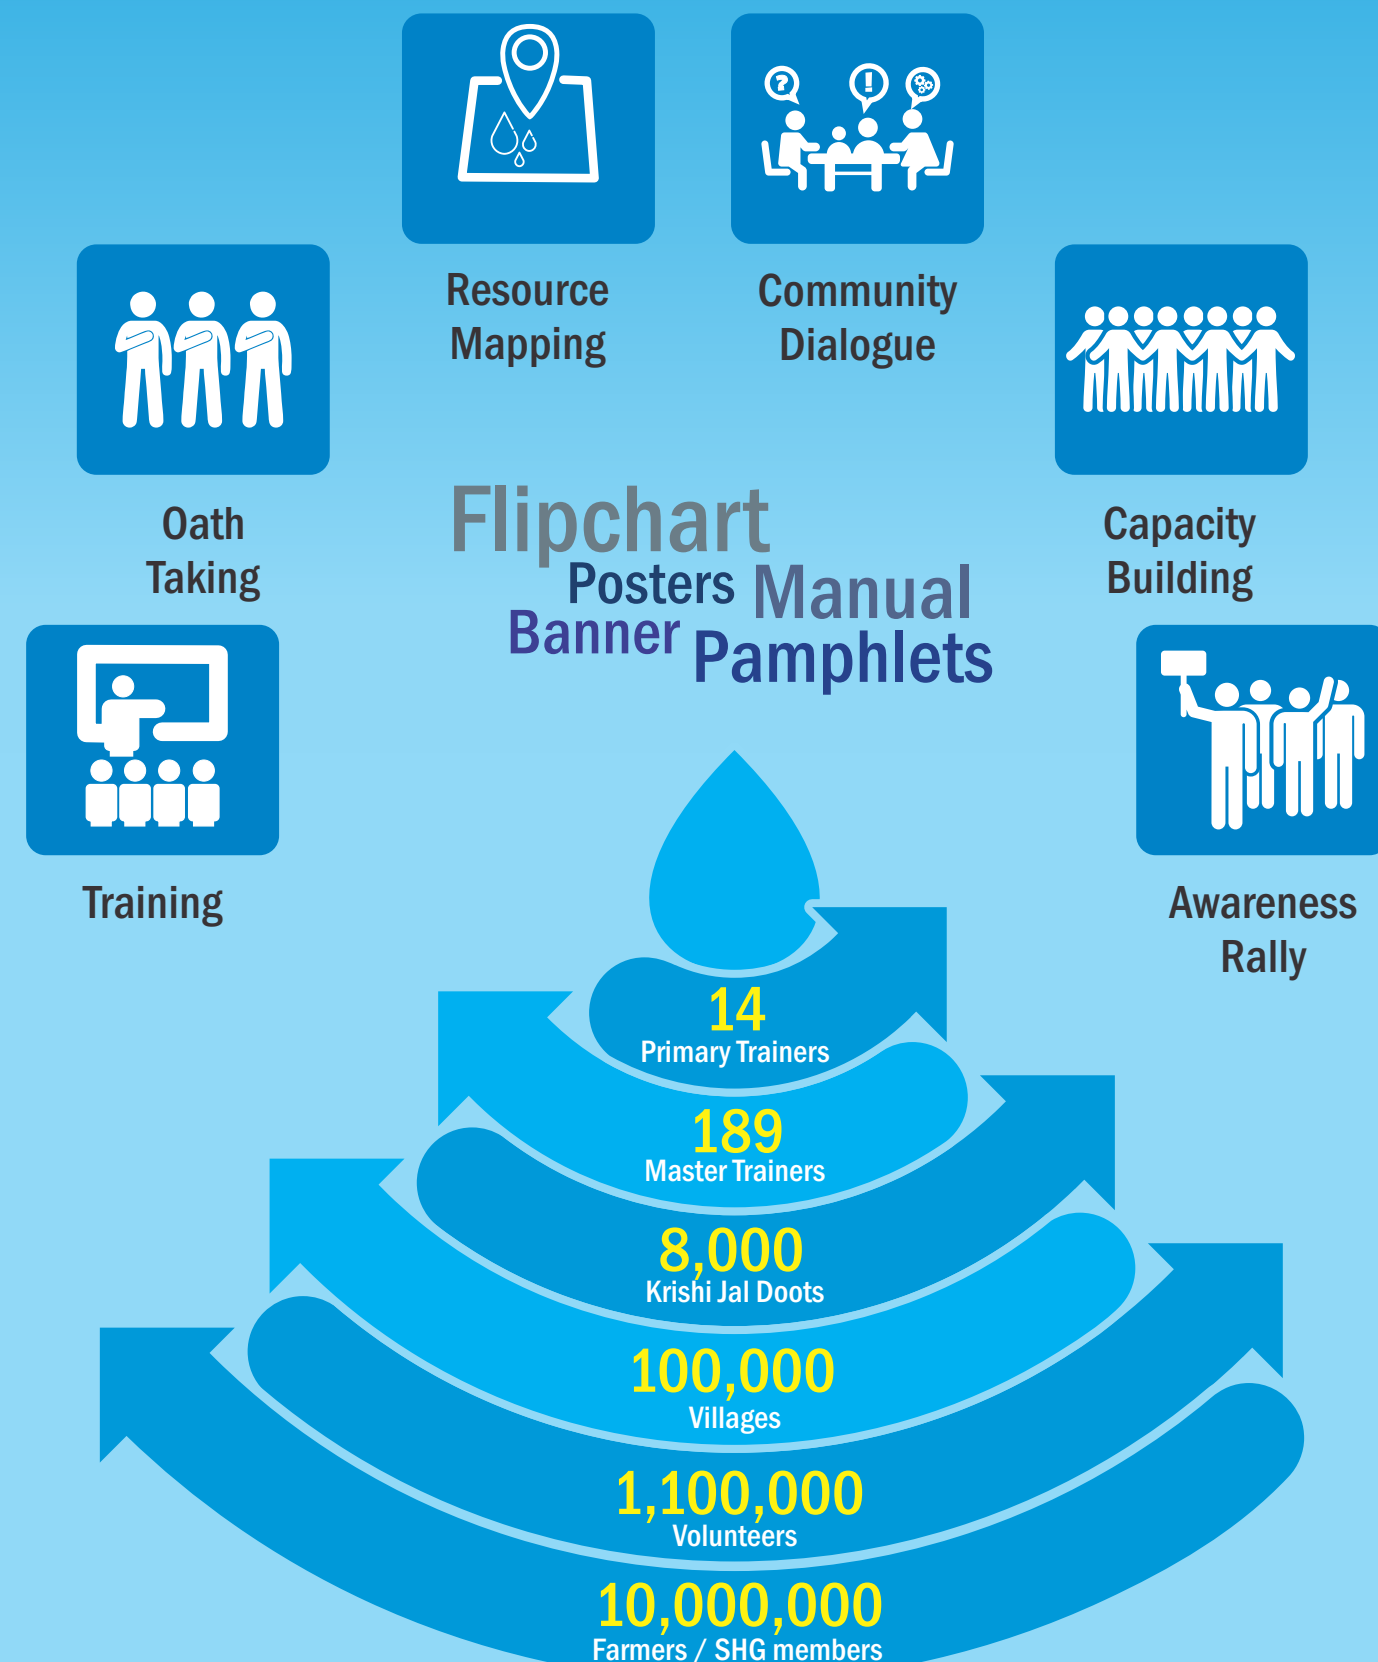 Resource
Mapping
Community
Dialogue
Oath
Taking
Capacity
Building
Flipchart
Posters Manual
Banner Pamphlets
Training
Awareness
Rally
?
!
14
Primary Trainers
189
Master Trainers
8,000
Krishi Jal Doots
100,000
Villages
1,100,000
Volunteers
10,000,000
Farmers / SHG members